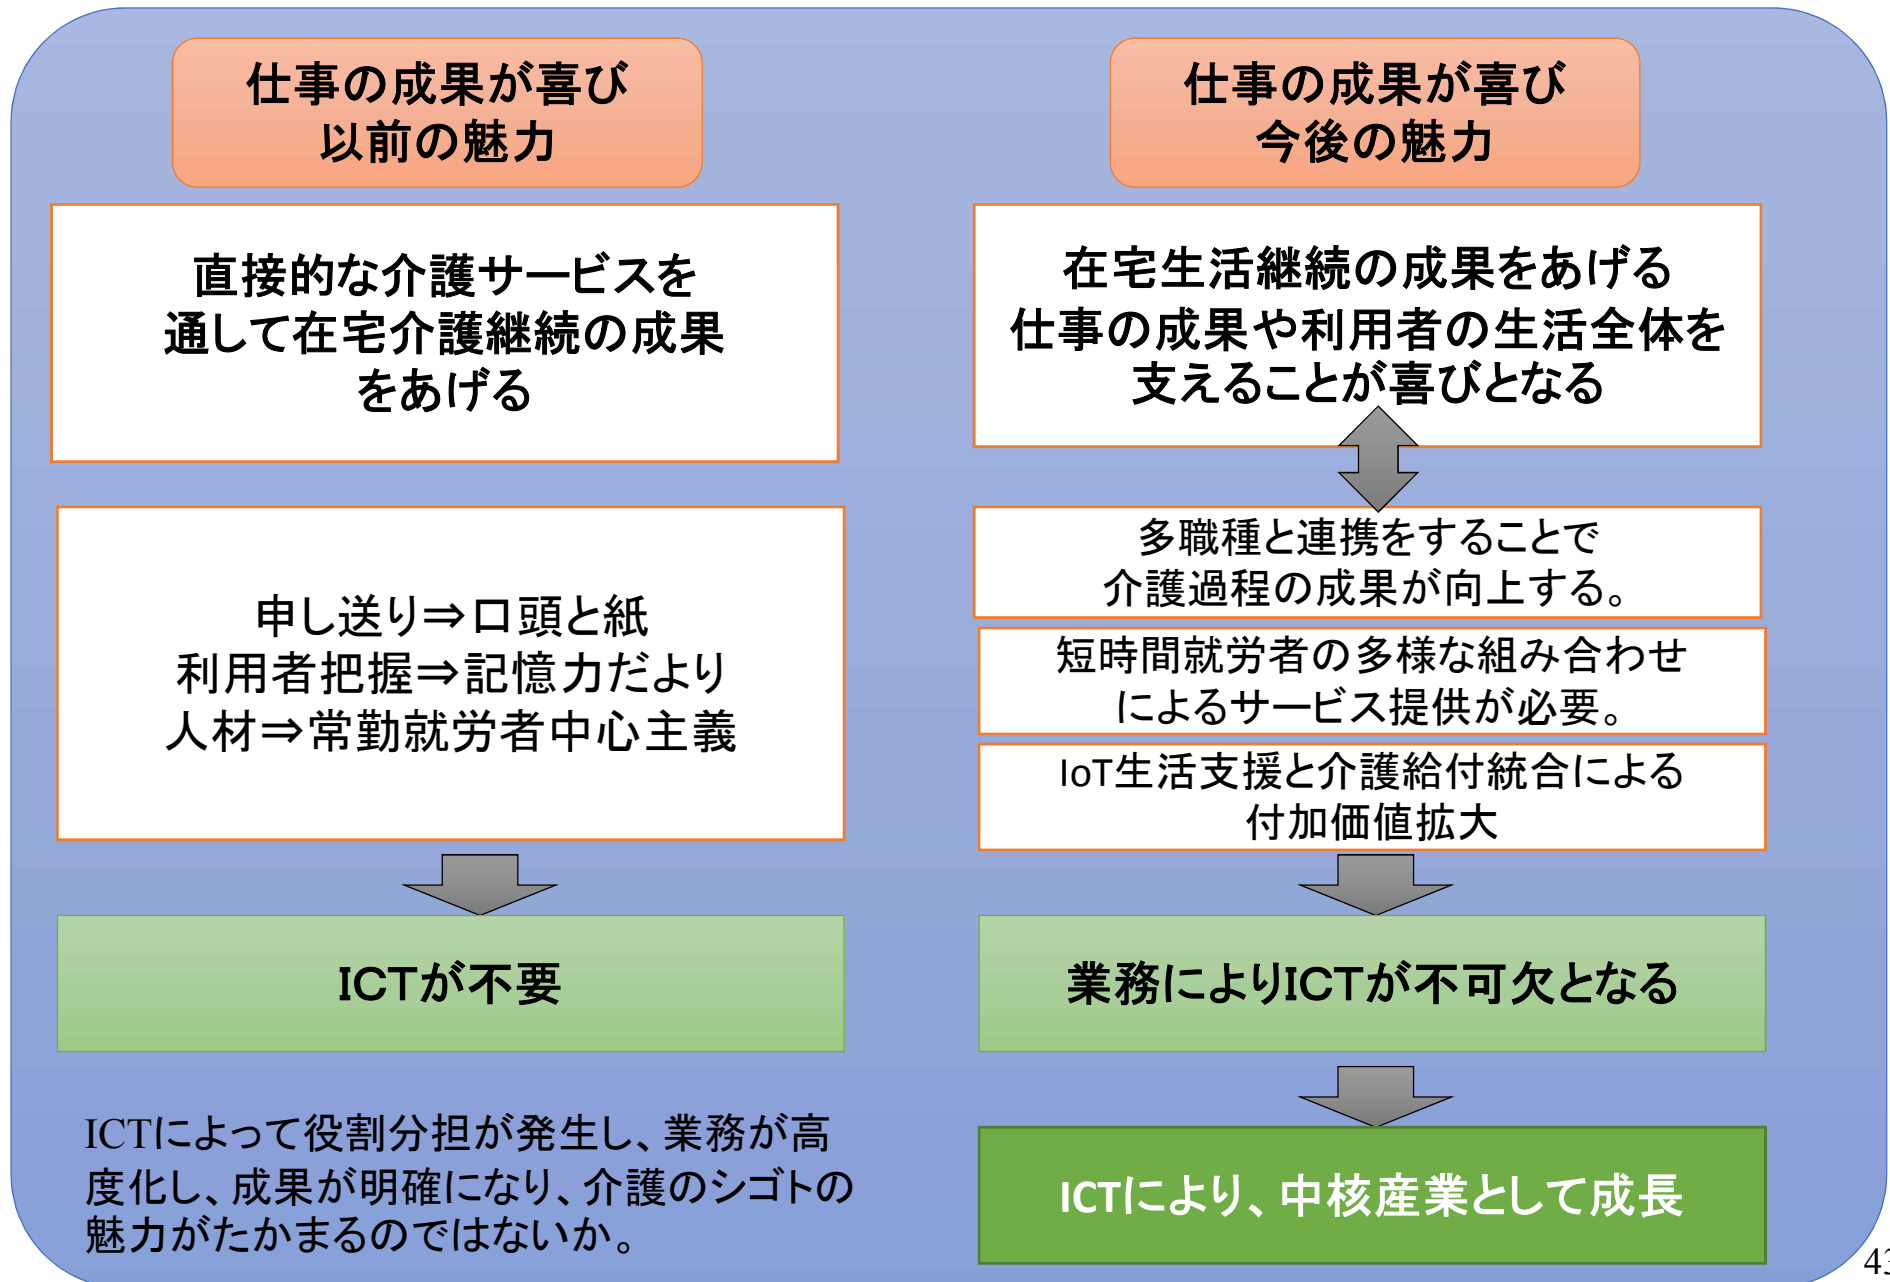 仕事の成果が喜び
以前の魅力
直接的な介護サービスを
通して在宅介護継続の成果
をあげる
申し送り⇒口頭と紙
利用者把握⇒記憶力だより
人材⇒常勤就労者中心主義
ICTが不要
ICTによって役割分担が発生し、業務が高
度化し、成果が明確になり、介護のシゴトの
魅力がたかまるのではないか。
仕事の成果が喜び
今後の魅力
在宅生活継続の成果をあげる
仕事の成果や利用者の生活全体を
支えることが喜びとなる
多職種と連携をすることで
介護過程の成果が向上する。
短時間就労者の多様な組み合わせ
によるサービス提供が必要。
IoT生活支援と介護給付統合による
付加価値拡大
業務によりICTが不可欠となる
ICTにより、中核産業として成長